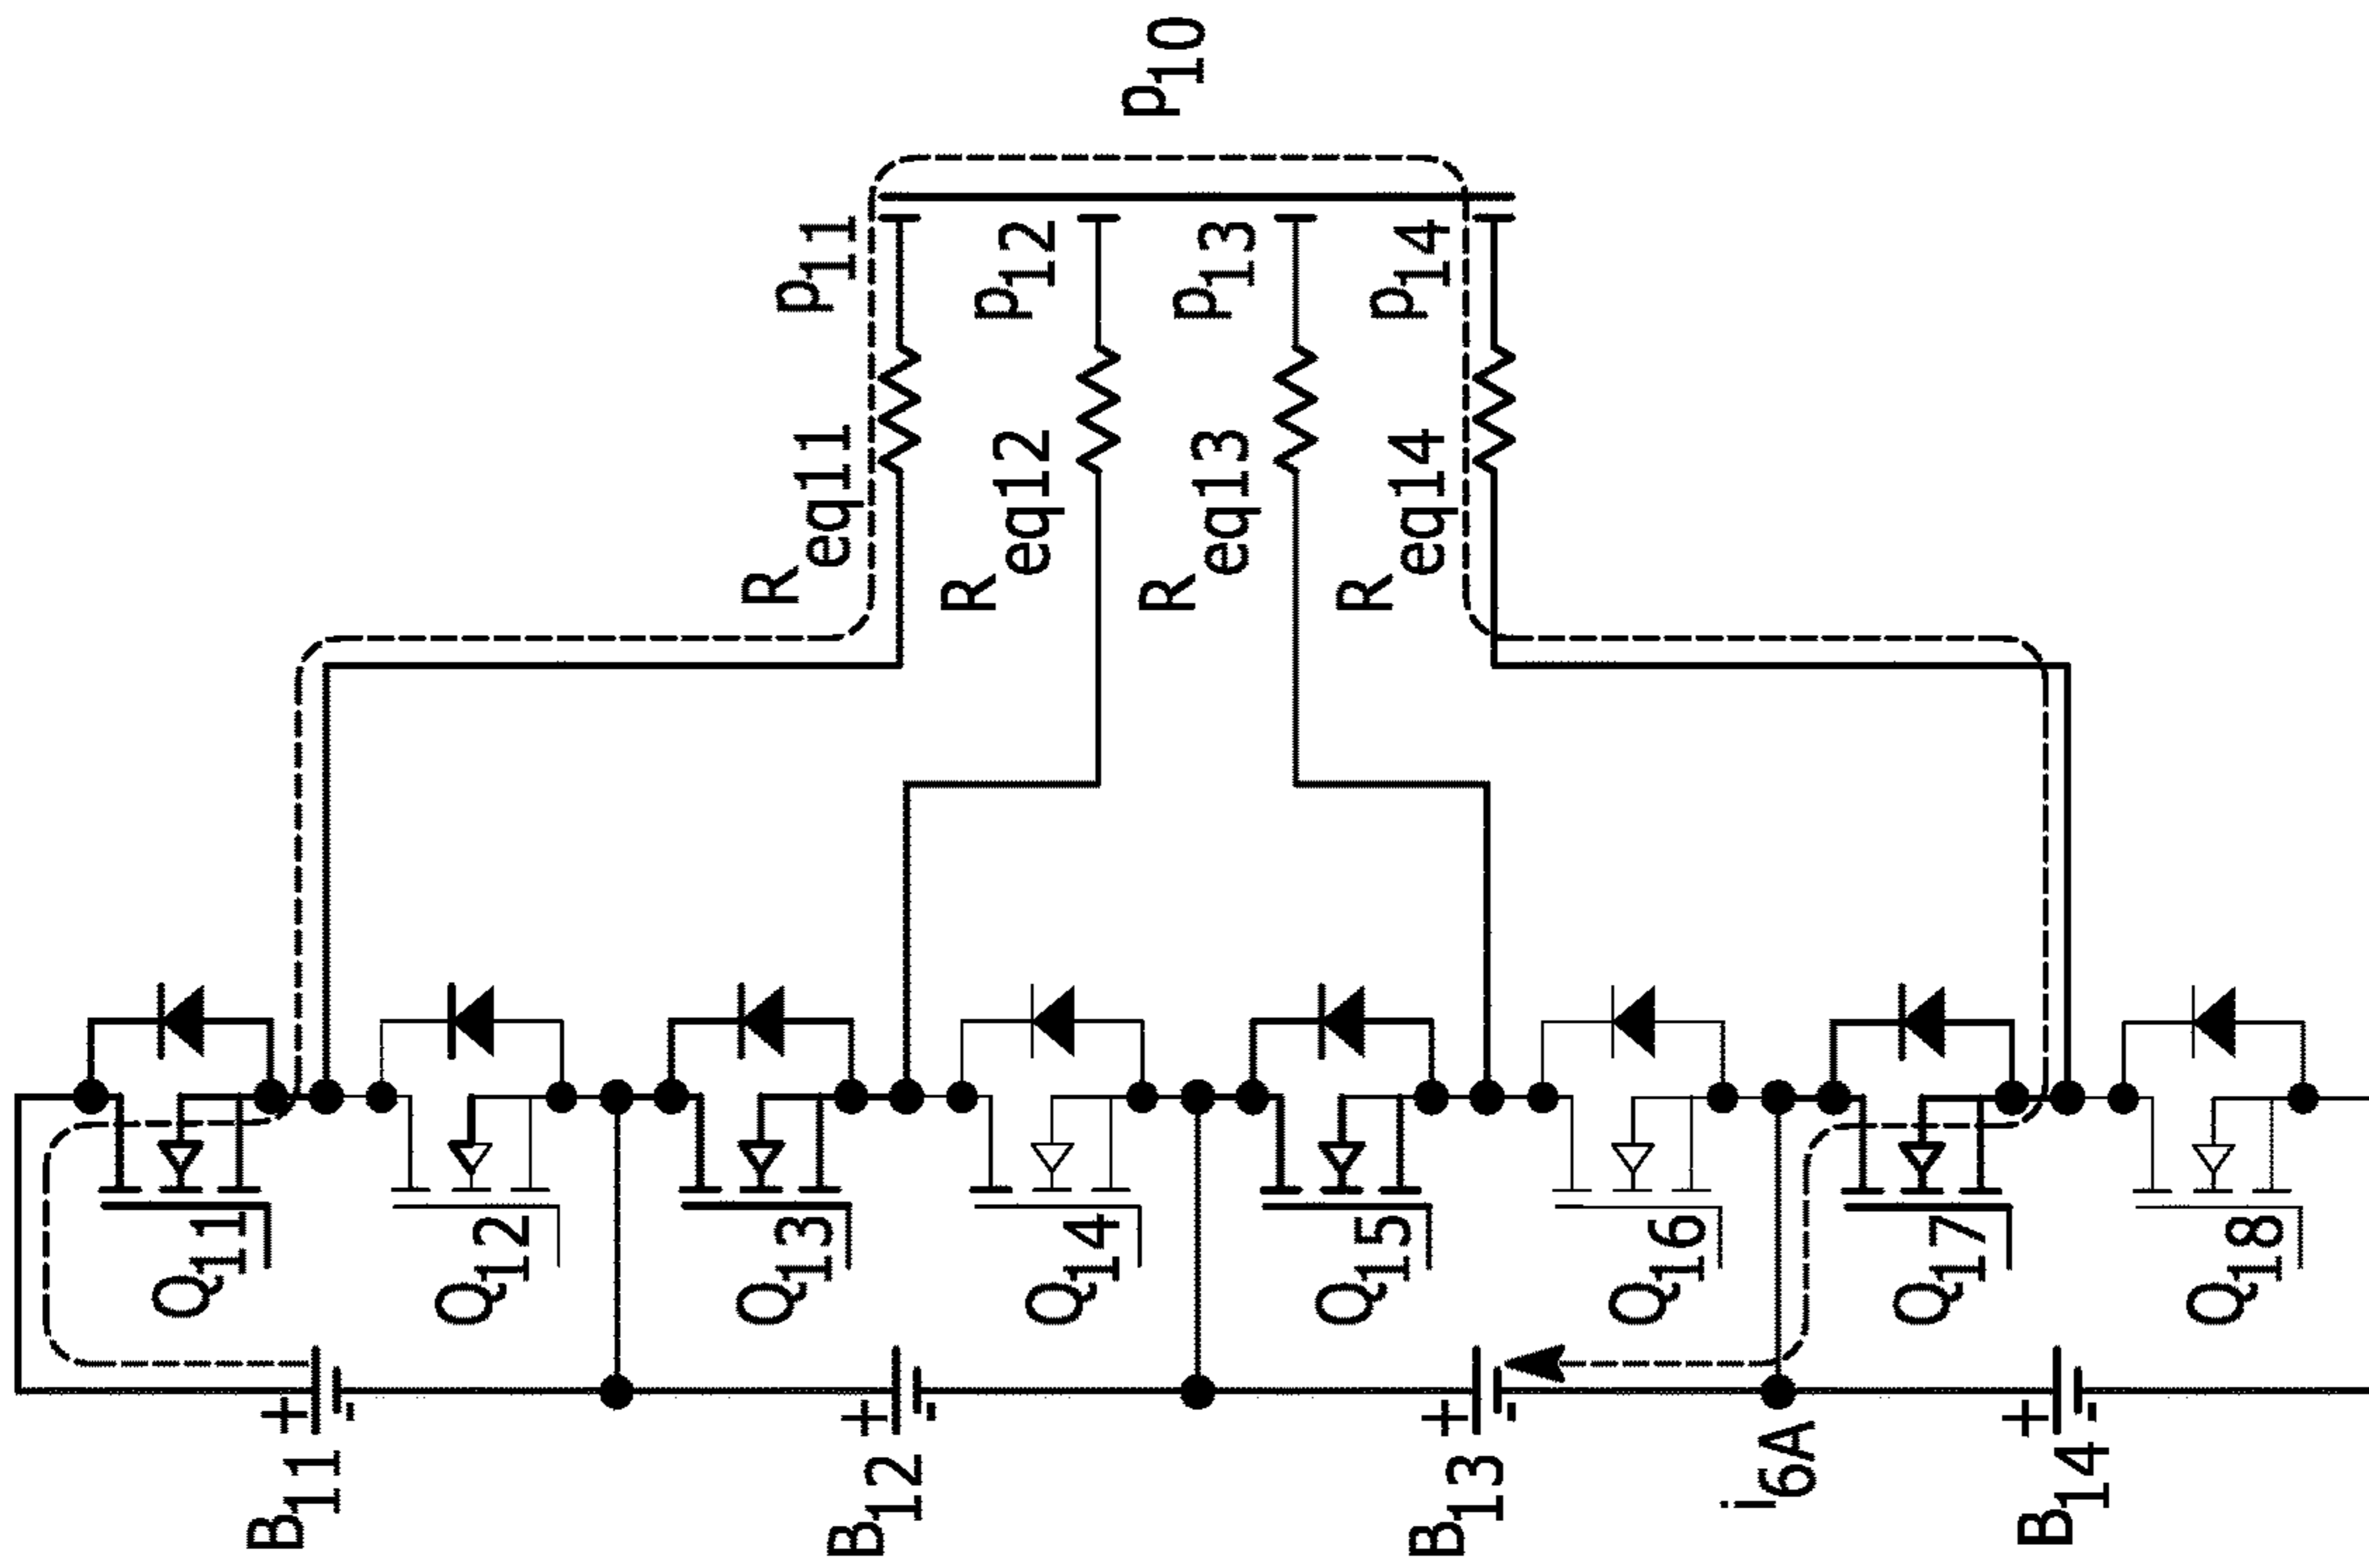 p10
p11
p12
p13
p14
Req11
Req12
Req13
Req14
Q11
Q12
Q13
Q14
Q15
Q16
Q17
Q18
+
-
+
-
+
-
+
-
B11
B12
B13
i6A
B14